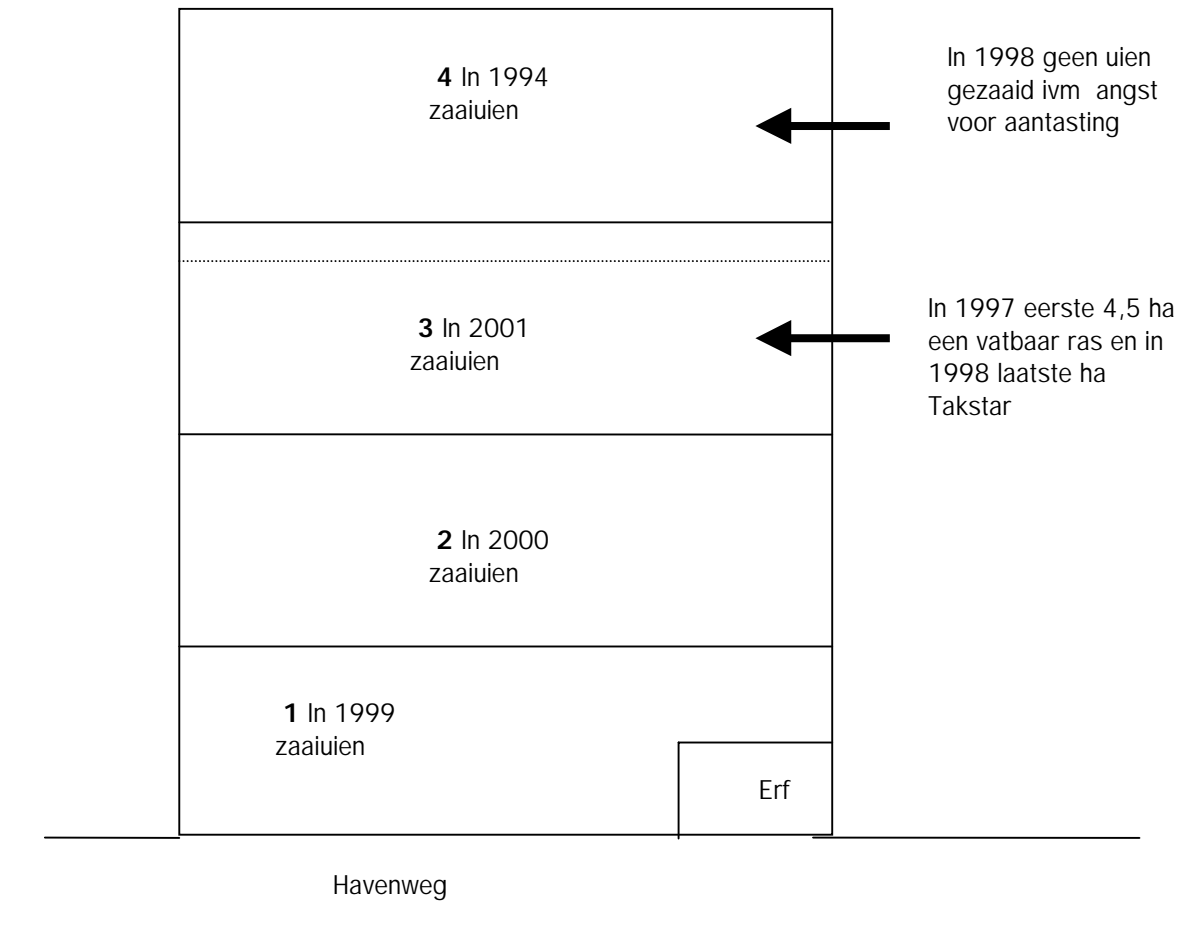 4 In 1994
zaaiuien
In 1998 geen uien
gezaaid ivm angst
voor aantasting
3 In 2001
zaaiuien
In 1997 eerste 4,5 ha
een vatbaar ras en in
1998 laatste ha
Takstar
2 In 2000
zaaiuien
1 In 1999
zaaiuien
Erf
Havenweg